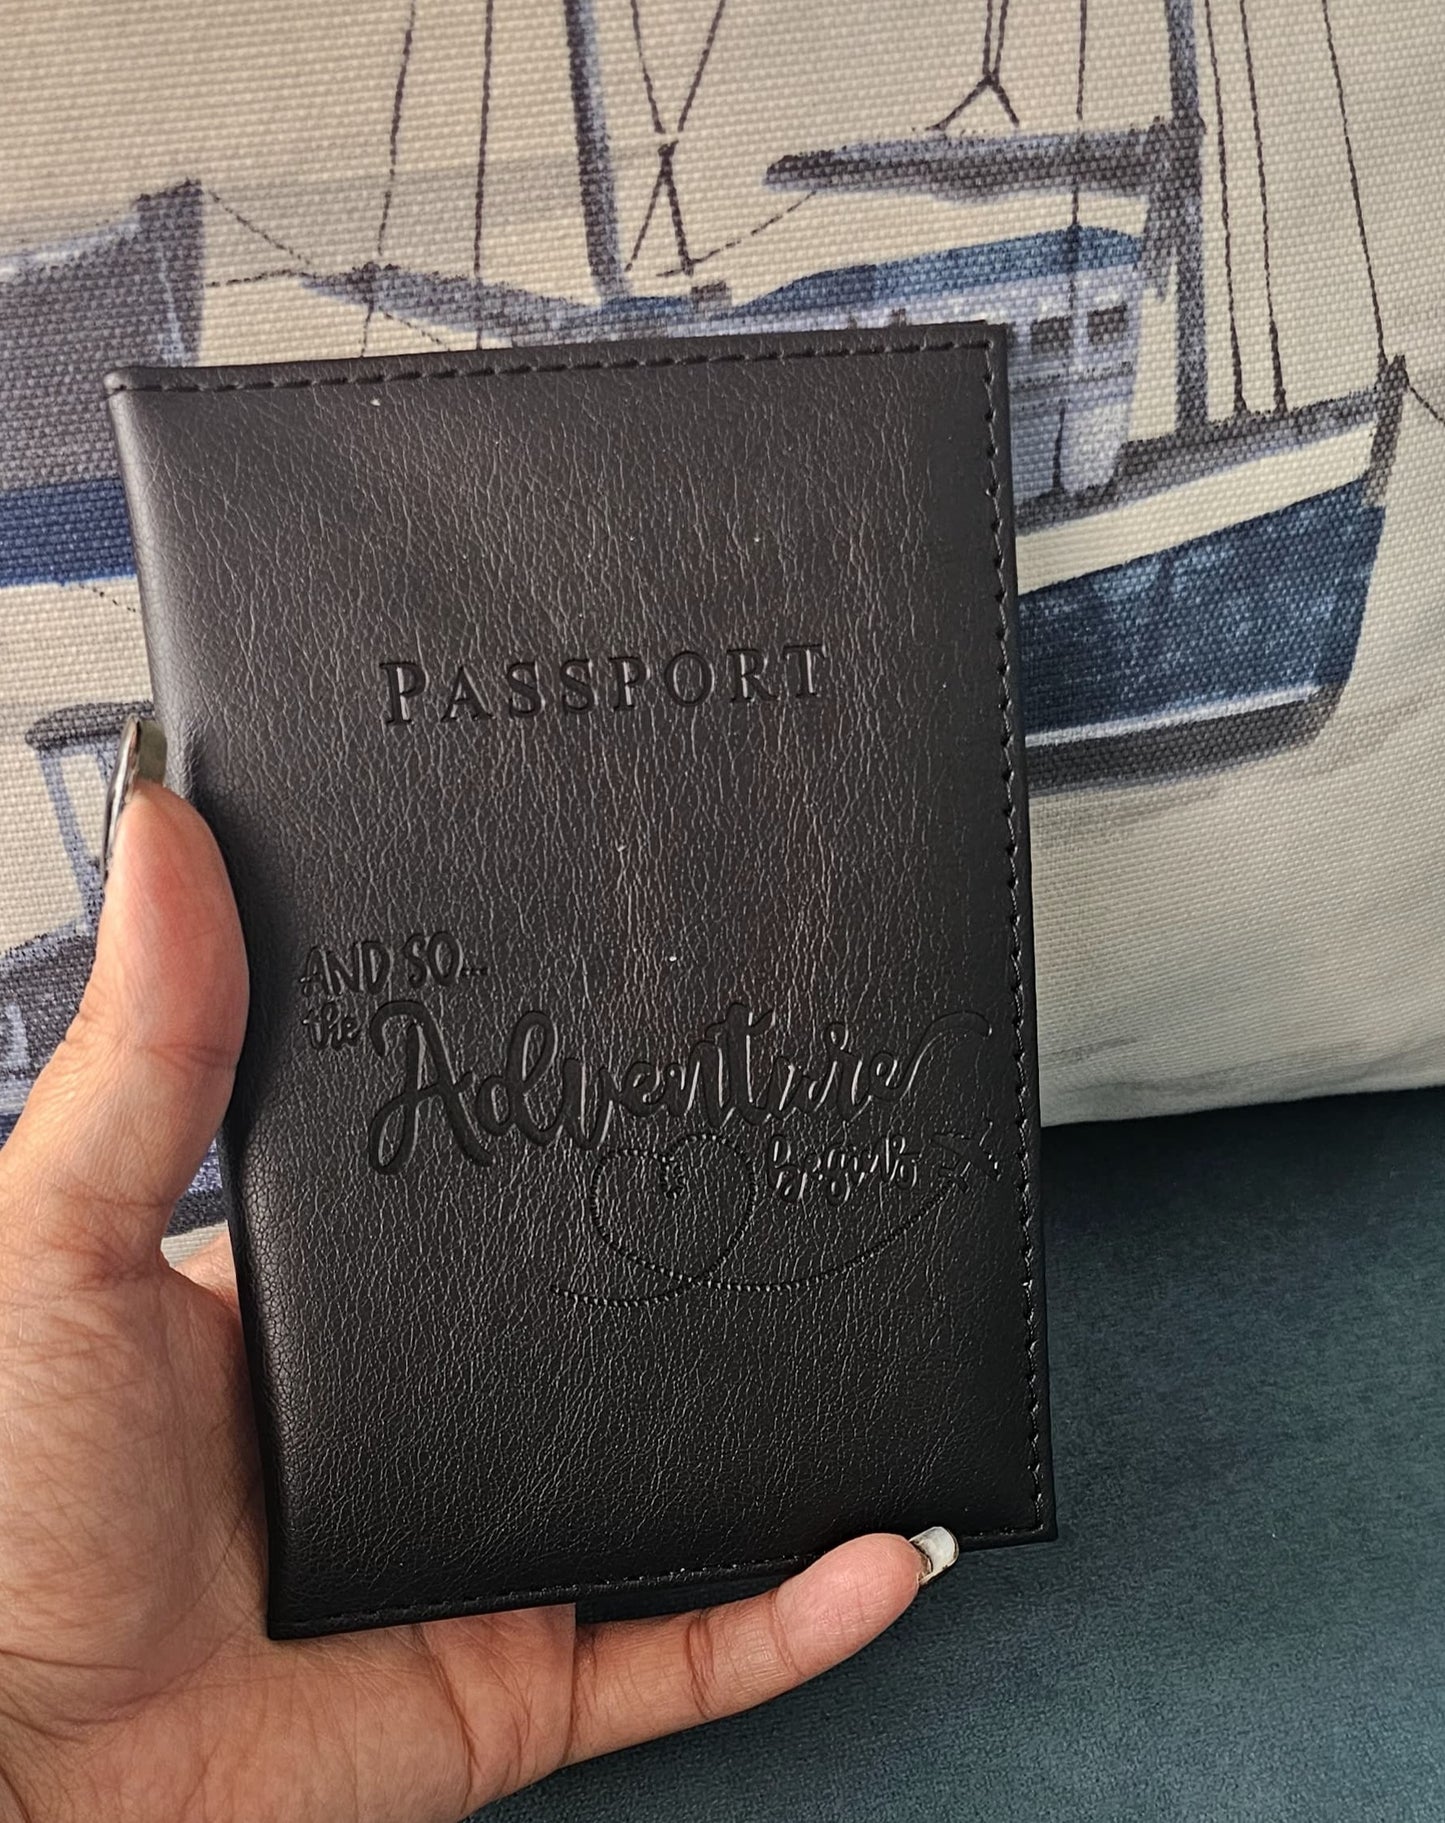 PASSPORT
AND SO...
the Adventure
begins